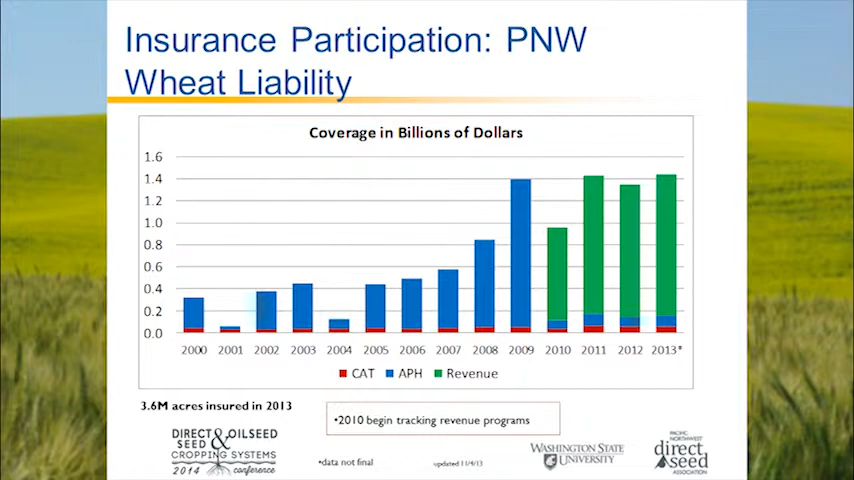 Insurance Participation: PNW
Wheat Liability
Coverage in Billions of Dollars
1.6
1.4
1.2
1.0
0.8
0.6
0.4
0.2
0.0
2000 2001 2002 2003 2004 2005 2006 2007 2008 2009 2010 2011 2012 2013*
CAT APH Revenue
3.6M acres insured in 2013
•2010 begin tracking revenue programs
DIRECT & OILSEED
SEED
CROPPING SYSTEMS
2014 conference
*data not final
updated 11/4/13
WASHINGTON STATE
UNIVERSITY
PACIFIC
NORTHWEST
direct
seed
ASSOCIATION